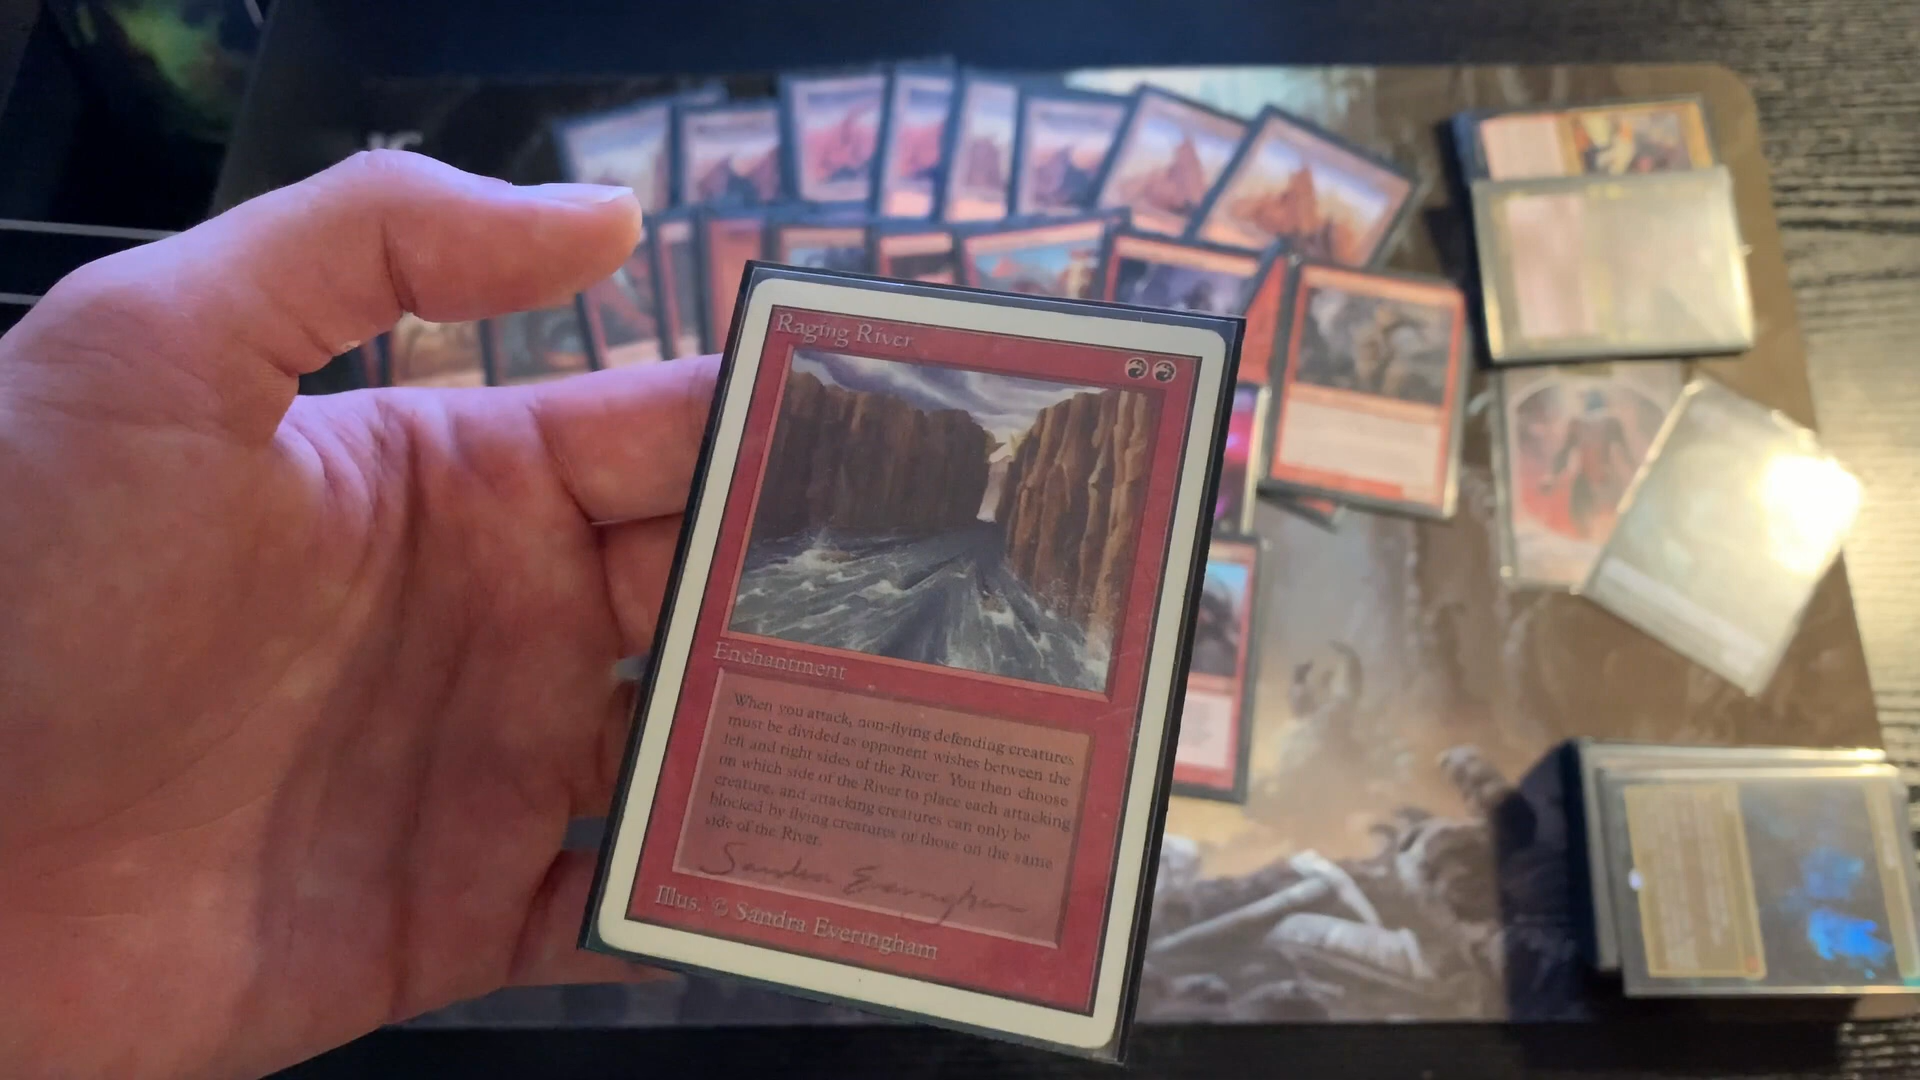 Raging River
Enchantment
When you attack, non-flying defending creatures
must be divided as opponent wishes between the
left and right sides of the River. You then choose
on which side of the River to place each attacking
creature, and attacking creatures can only be
blocked by flying creatures or those on the same
side of the River.
Sandra Everingham
Illus. © Sandra Everingham